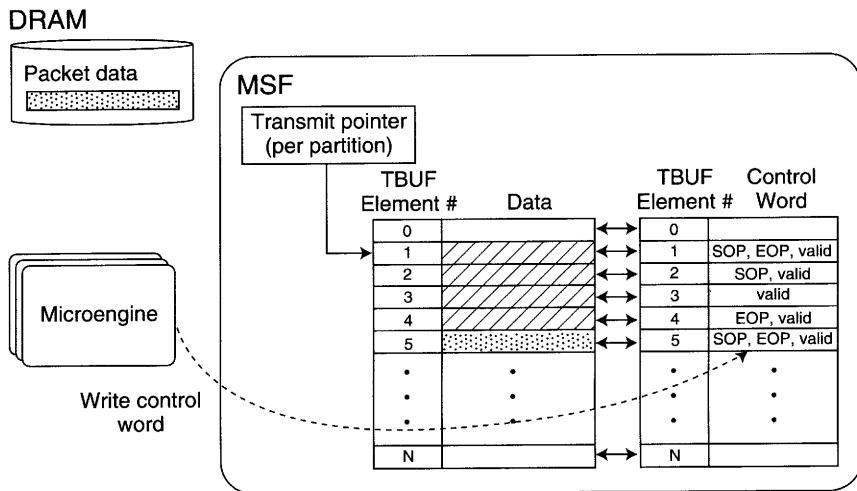 DRAM
Packet data
MSF
Transmit pointer
(per partition)
TBUF
Element #
Data
TBUF
Element #
Control
Word
0
0
1
1
SOP, EOP, valid
2
2
SOP, valid
3
3
valid
4
4
EOP, valid
5
5
SOP, EOP, valid
N
N
Microengine
Write control
word